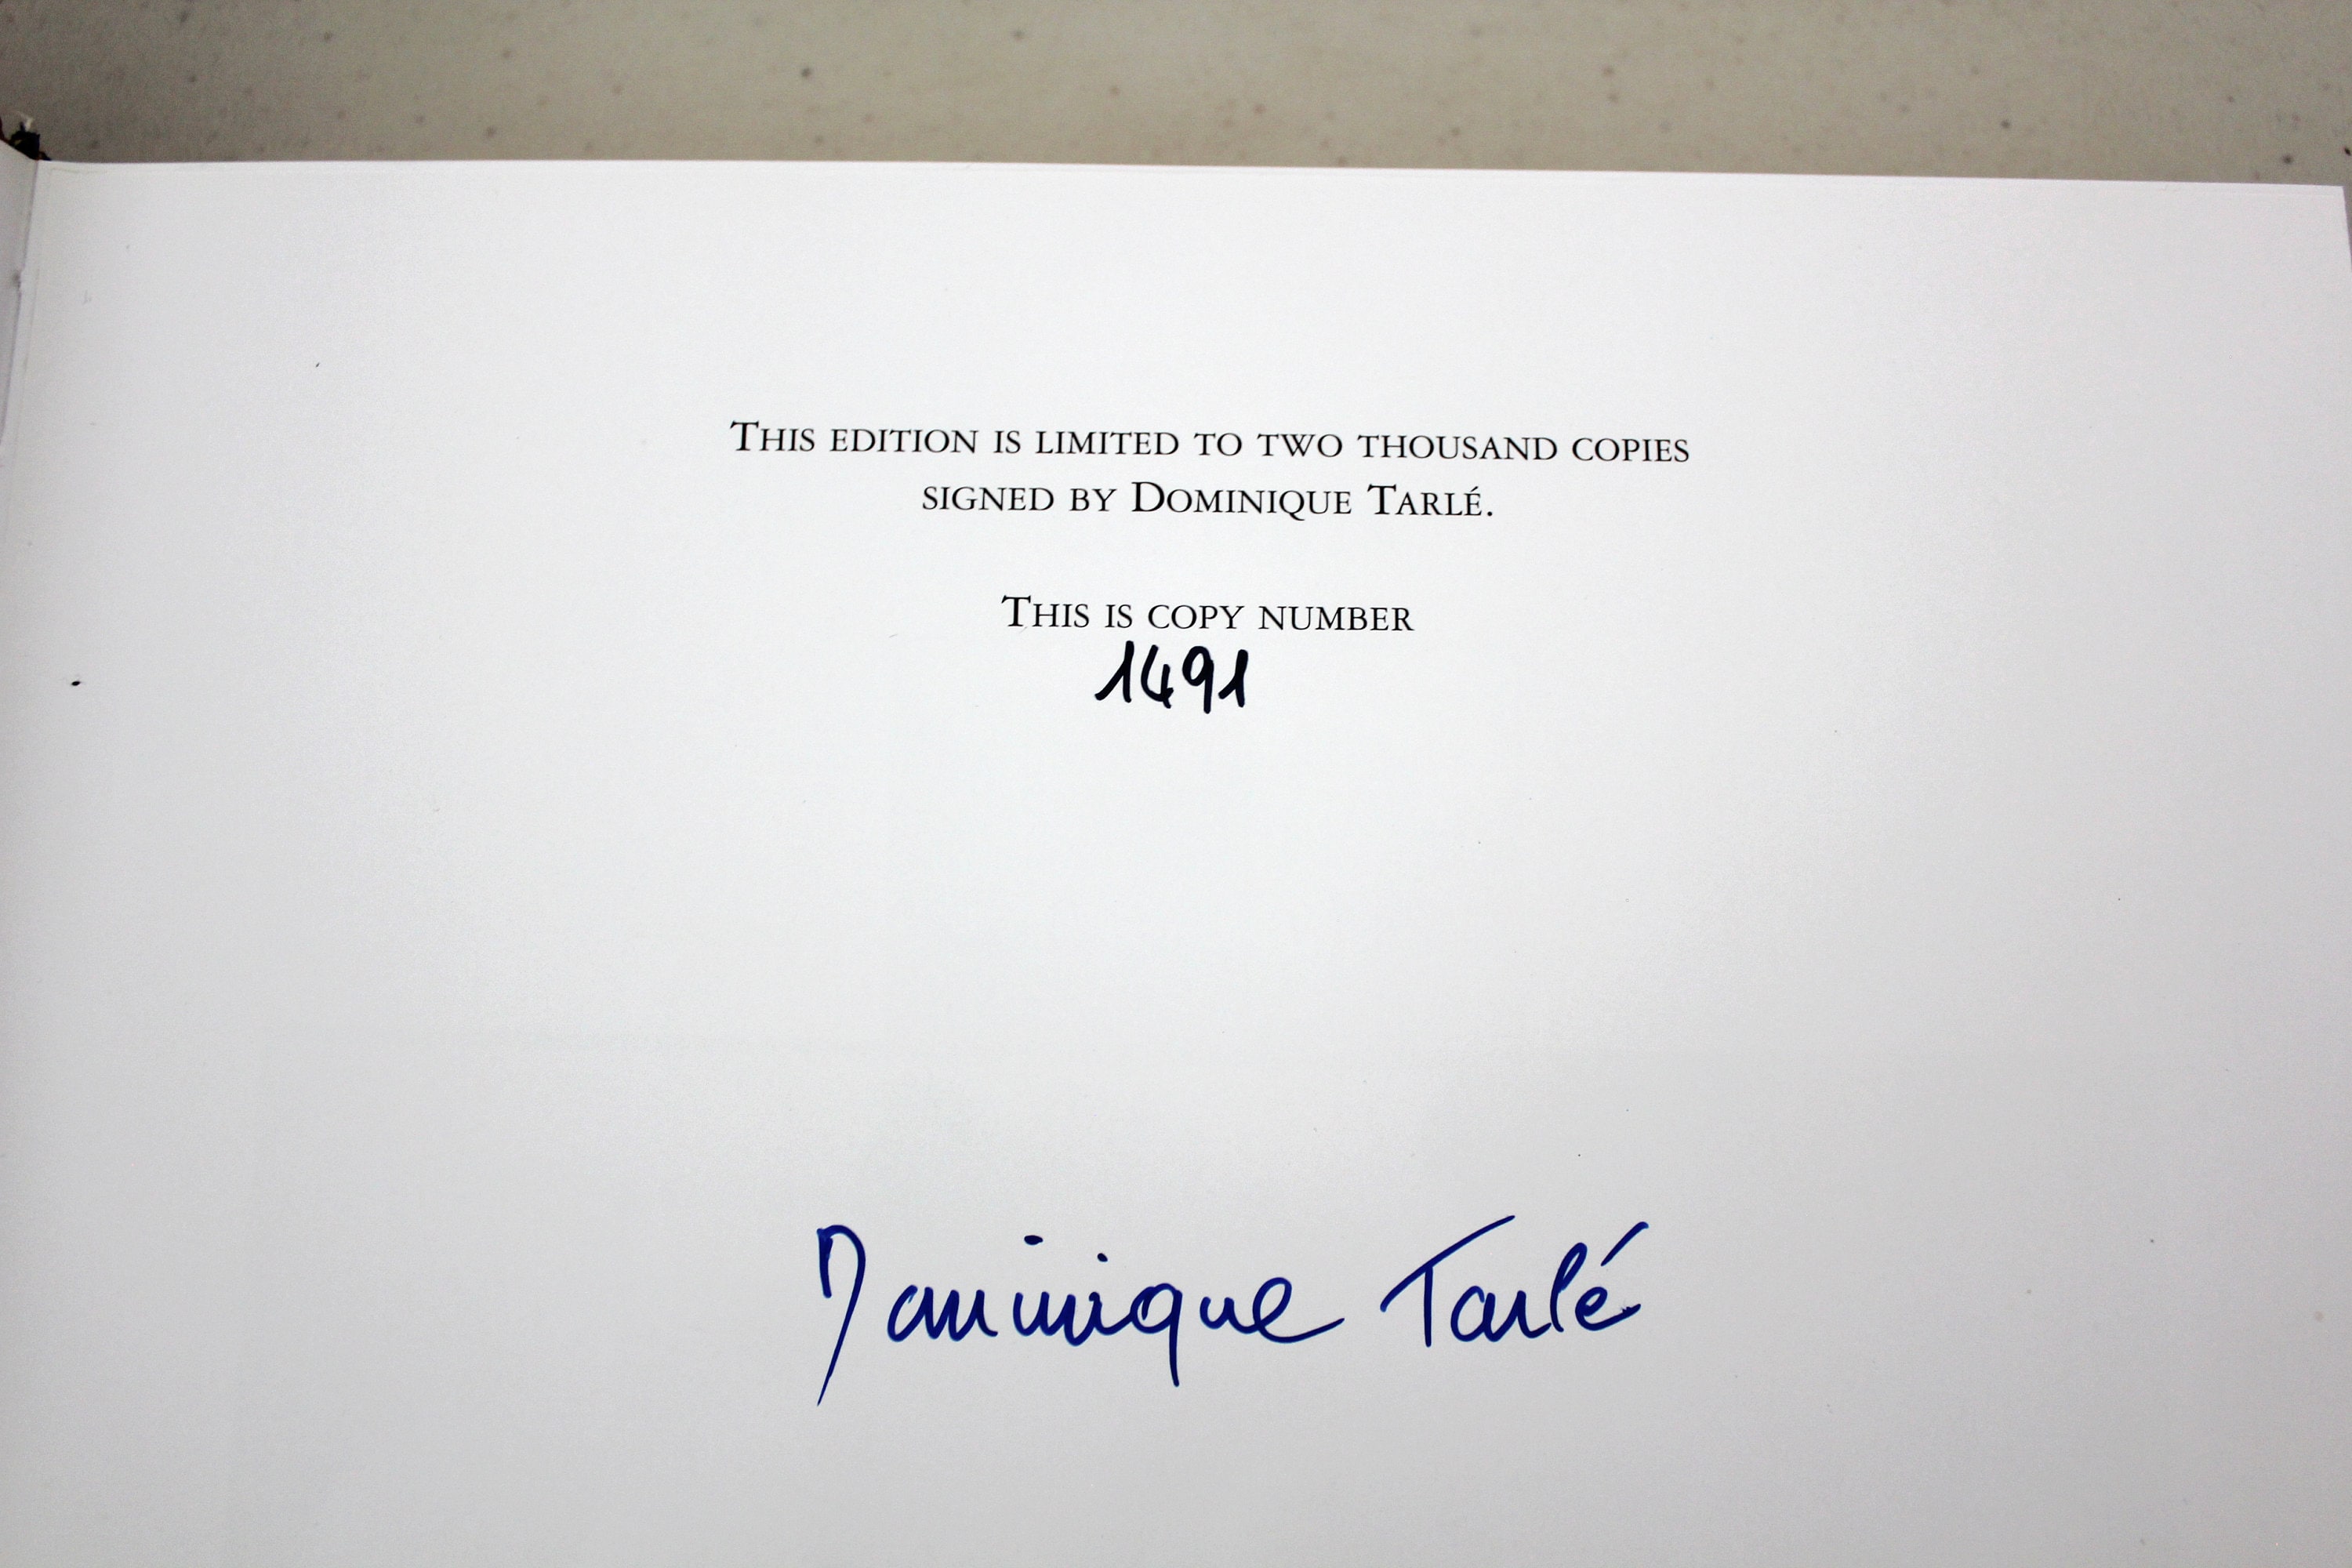 This edition is limited to two thousand copies
signed by Dominique Tarlé.
This is copy number
1491
Dominique Tarlé